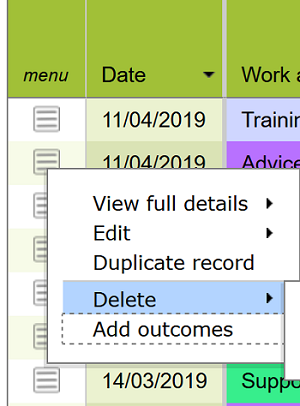 menu Date Work a
11/04/2019 Trainin
11/04/2019 Advice
View full details
Edit
Duplicate record
Delete
Add outcomes
14/03/2019 Suppo